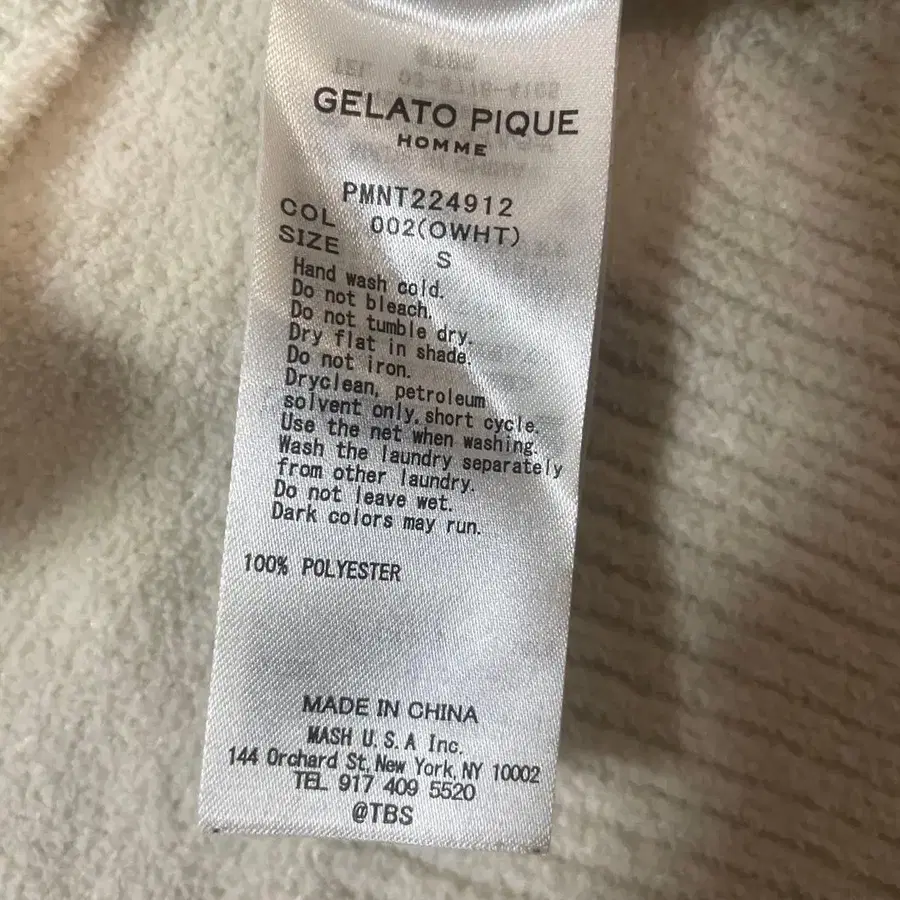 GELATO PIQUE
HOMME
PMNT224912
COL 002(OWHT)
SIZE S
Hand wash cold.
Do not bleach.
Do not tumble dry.
Dry flat in shade.
Do not iron.
Dryclean, petroleum
solvent only,short cycle.
Use the net when washing.
Wash the laundry separately
from other laundry.
Do not leave wet.
Dark colors may run.
100% POLYESTER
MADE IN CHINA
MASH U.S.A Inc.
144 Orchard St,New York,NY 10002
TEL 917 409 5520
@TBS